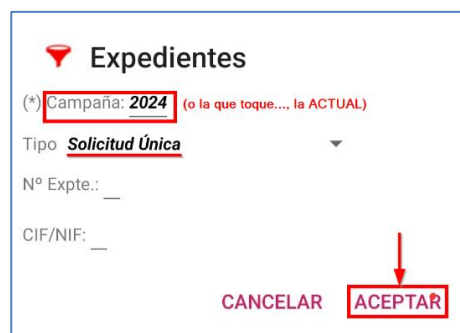 Expedientes
(*) Campaña: 2024 (o la que toque..., la ACTUAL)
Tipo Solicitud Única
Nº Expte.:
CIF/NIF:
CANCELAR ACEPTAR